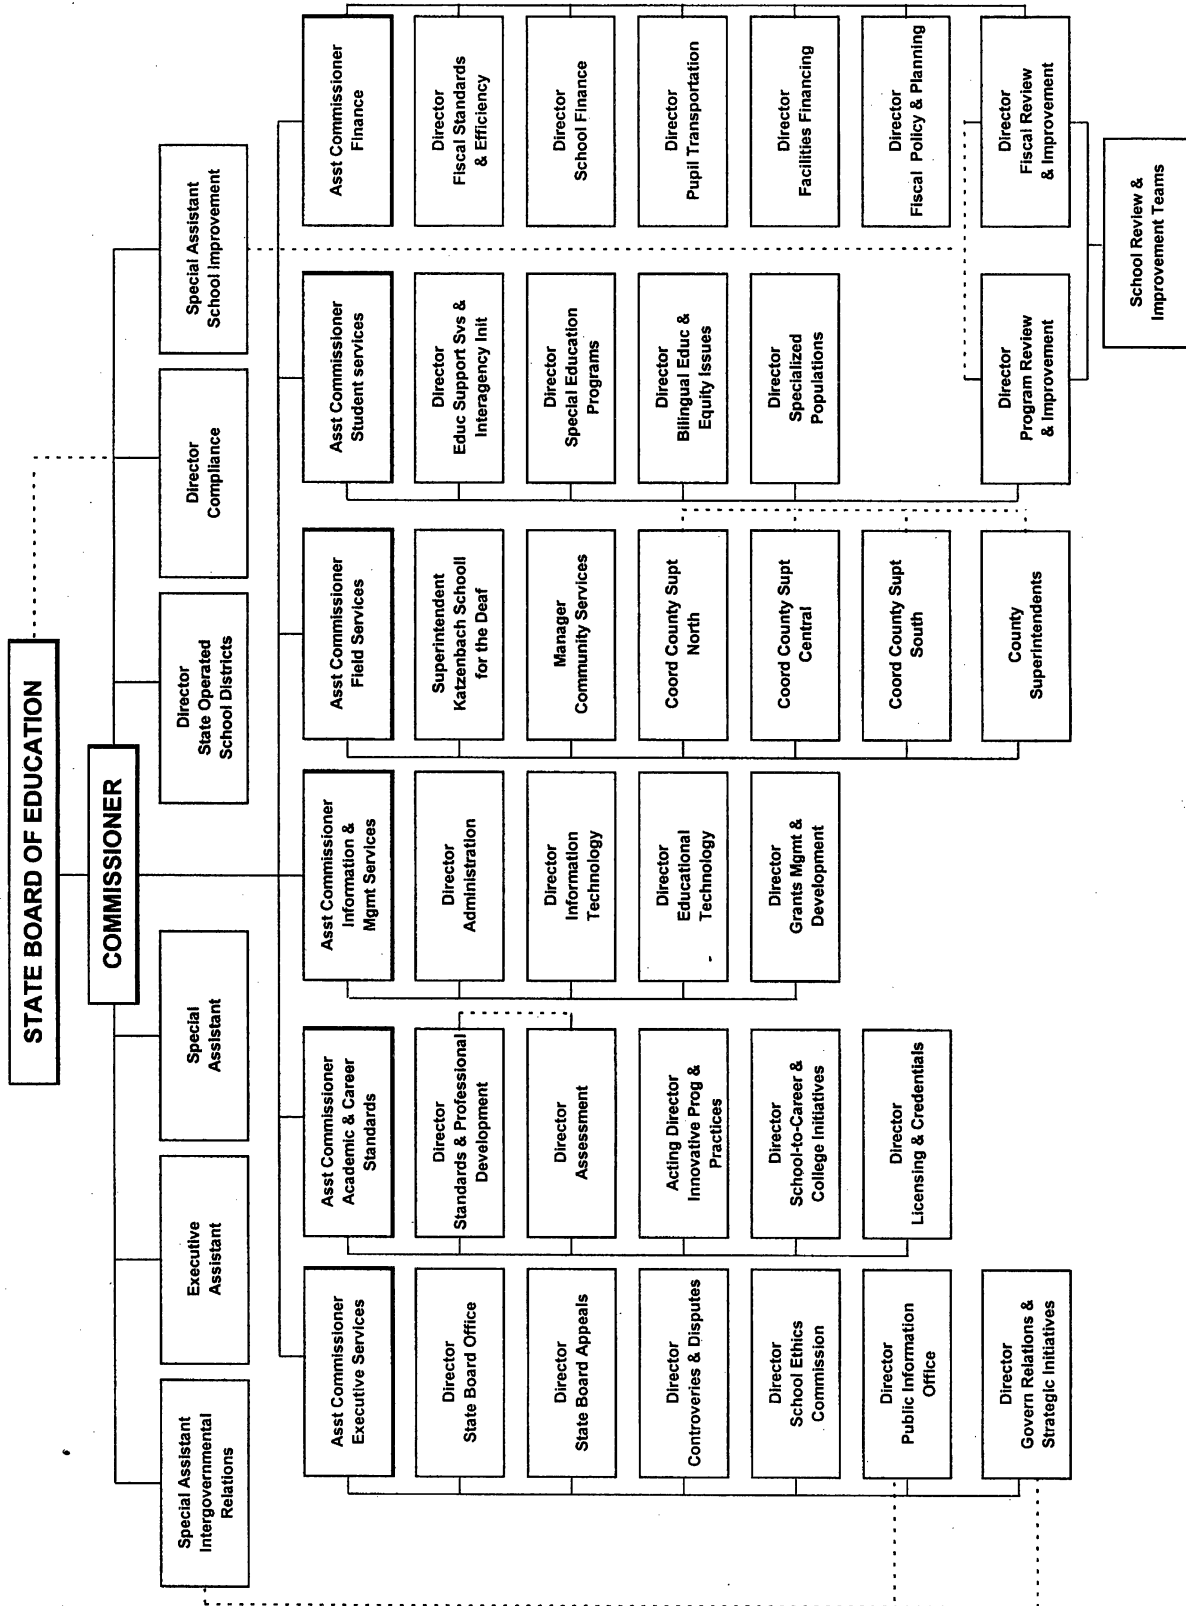 STATE BOARD OF EDUCATION
COMMISSIONER
Special Assistant
Intergovernmental
Relations
Executive
Assistant
Special
Assistant
Director
State Operated
School Districts
Director
Compliance
Special Assistant
School Improvement
Asst Commissioner
Executive Services
Director
State Board Office
Director
State Board Appeals
Director
Controveries & Disputes
Director
School Ethics
Commission
Director
Public Information
Office
Director
Govern Relations &
Strategic Initiatives
Asst Commissioner
Academic & Career
Standards
Director
Standards & Professional
Development
Director
Assessment
Acting Director
Innovative Prog &
Practices
Director
School-to-Career &
College Initiatives
Director
Licensing & Credentials
Asst Commissioner
Information &
Mgmt Services
Director
Administration
Director
Information
Technology
Director
Educational
Technology
Director
Grants Mgmt &
Development
Asst Commissioner
Field Services
Superintendent
Katzenbach Schooll
for the Deaf
Manager
Community Services
Coord County Supt
North
Coord County Supt
Central
Coord County Supt
South
County
Superintendents
Asst Commissioner
Student services
Director
Educ Support Svs &
Interagency Init
Director
Special Education
Programs
Director
Bilingual Educ &
Equity Issues
Director
Specialized
Populations
Director
Program Review
& Improvement
Asst Commissioner
Finance
Director
Fiscal Standards
& Efficiency
Director
School Finance
Director
Pupil Transportation
Director
Facilities Financing
Director
Fiscal Policy & Planning
Director
Fiscal Review
& Improvement
School Review &
Improvement Teams